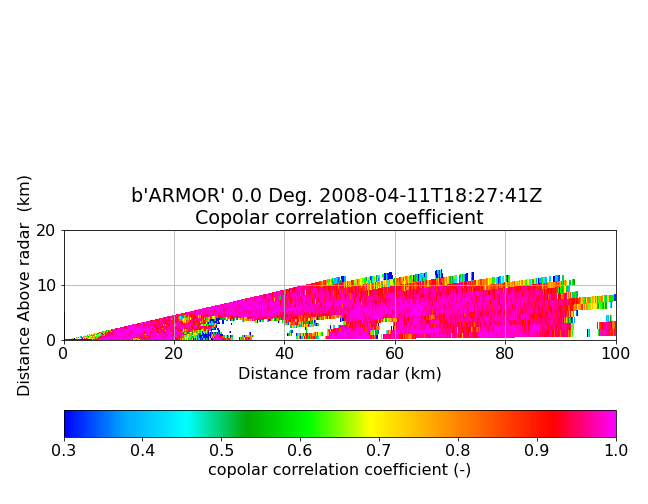 b'ARMOR' 0.0 Deg. 2008-04-11T18:27:41Z
Copolar correlation coefficient
Distance Above radar  (km)
20
10
0
0 20 40 60 80 100
Distance from radar (km)
0.3 0.4 0.5 0.6 0.7 0.8 0.9 1.0
copolar correlation coefficient (-)